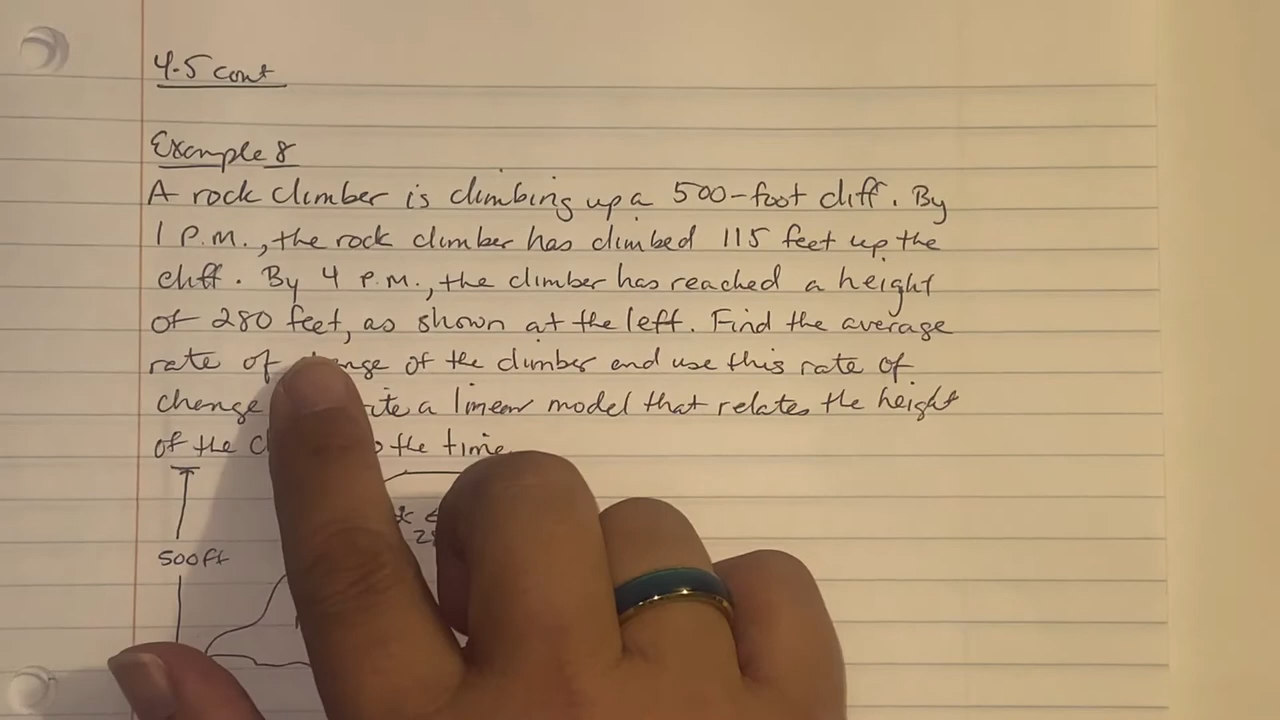 4.5 cont
Example 8
A rock climber is climbing up a 500-foot cliff. By
1 P.M., the rock climber has climbed 115 feet up the
cliff. By 4 P.M., the climber has reached a height
of 280 feet, as shown at the left. Find the average
rate of of the climber and use this rate of
change a linear model that relates the height
of the the time.
500 ft